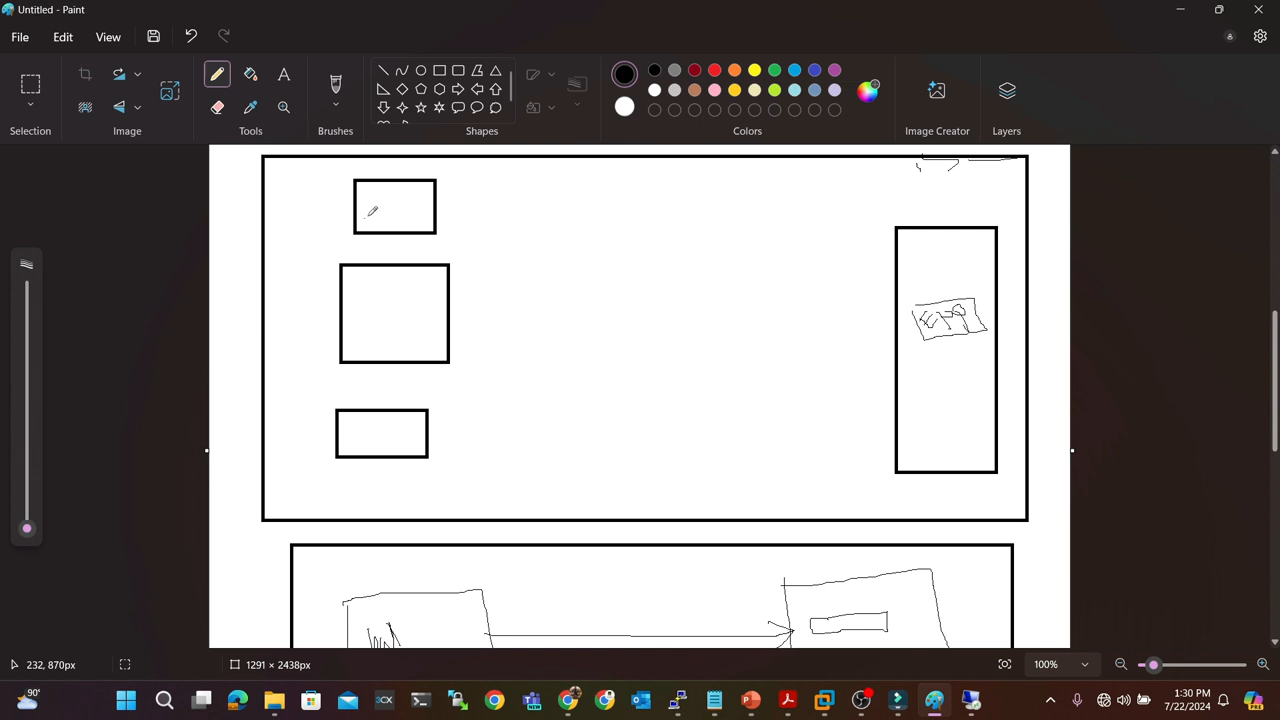 Untitled - Paint
File Edit View
Selection Image Tools Brushes Shapes Colors Image Creator Layers
232, 870px 1291 × 2438px 100%
90° 1:30 PM
7/22/2024